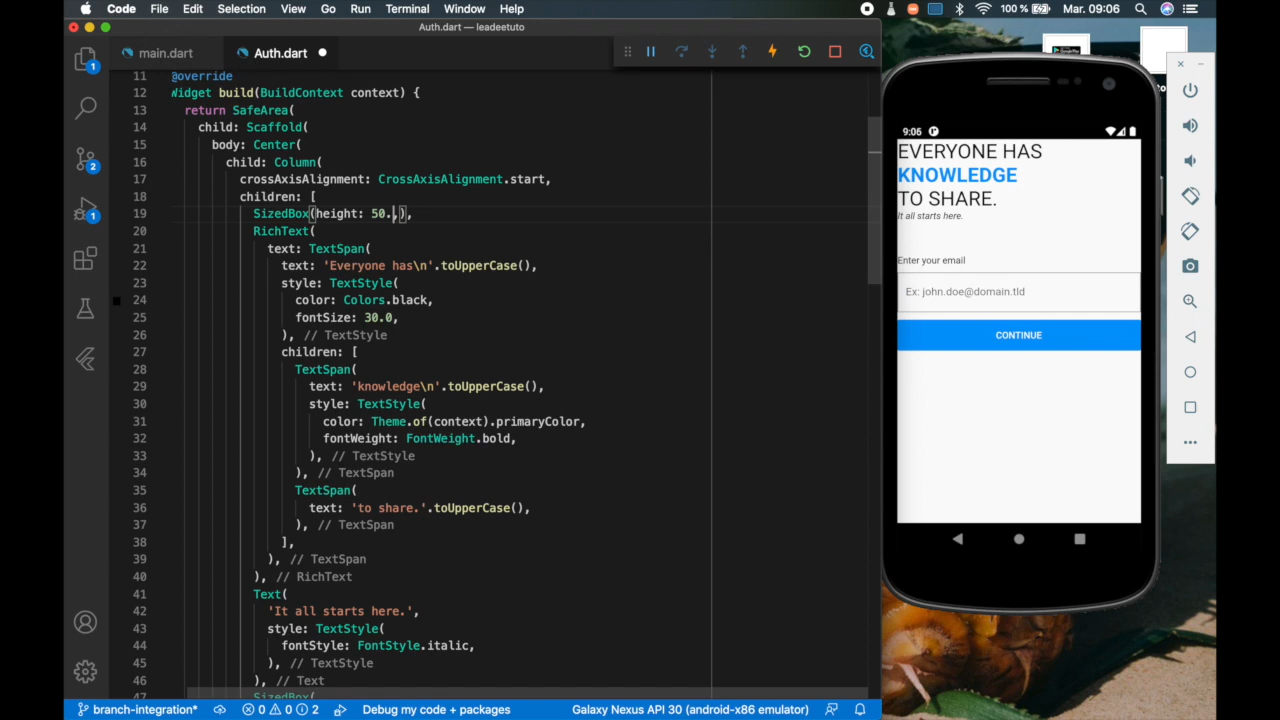 Code File Edit Selection View Go Run Terminal Window Help 100 % Mar. 09:06
Auth.dart — leadeetuto
main.dart Auth.dart
11 @override
12 Widget build(BuildContext context) {
13 return SafeArea(
14 child: Scaffold(
15 body: Center(
16 child: Column(
17 crossAxisAlignment: CrossAxisAlignment.start,
18 children: [
19 SizedBox(height: 50.,),
20 RichText(
21 text: TextSpan(
22 text: 'Everyone has\n'.toUpperCase(),
23 style: TextStyle(
24 color: Colors.black,
25 fontSize: 30.0,
26 ), // TextStyle
27 children: [
28 TextSpan(
29 text: 'knowledge\n'.toUpperCase(),
30 style: TextStyle(
31 color: Theme.of(context).primaryColor,
32 fontWeight: FontWeight.bold,
33 ), // TextStyle
34 ), // TextSpan
35 TextSpan(
36 text: 'to share.'.toUpperCase(),
37 ), // TextSpan
38 ],
39 ), // TextSpan
40 ), // RichText
41 Text(
42 'It all starts here.',
43 style: TextStyle(
44 fontStyle: FontStyle.italic,
45 ), // TextStyle
46 ), // Text
47 SizedBox(
1
2
1
branch-integration* 0 0 2 Debug my code + packages Galaxy Nexus API 30 (android-x86 emulator)
9:06
EVERYONE HAS
KNOWLEDGE
TO SHARE.
It all starts here.
Enter your email
Ex: john.doe@domain.tld
CONTINUE